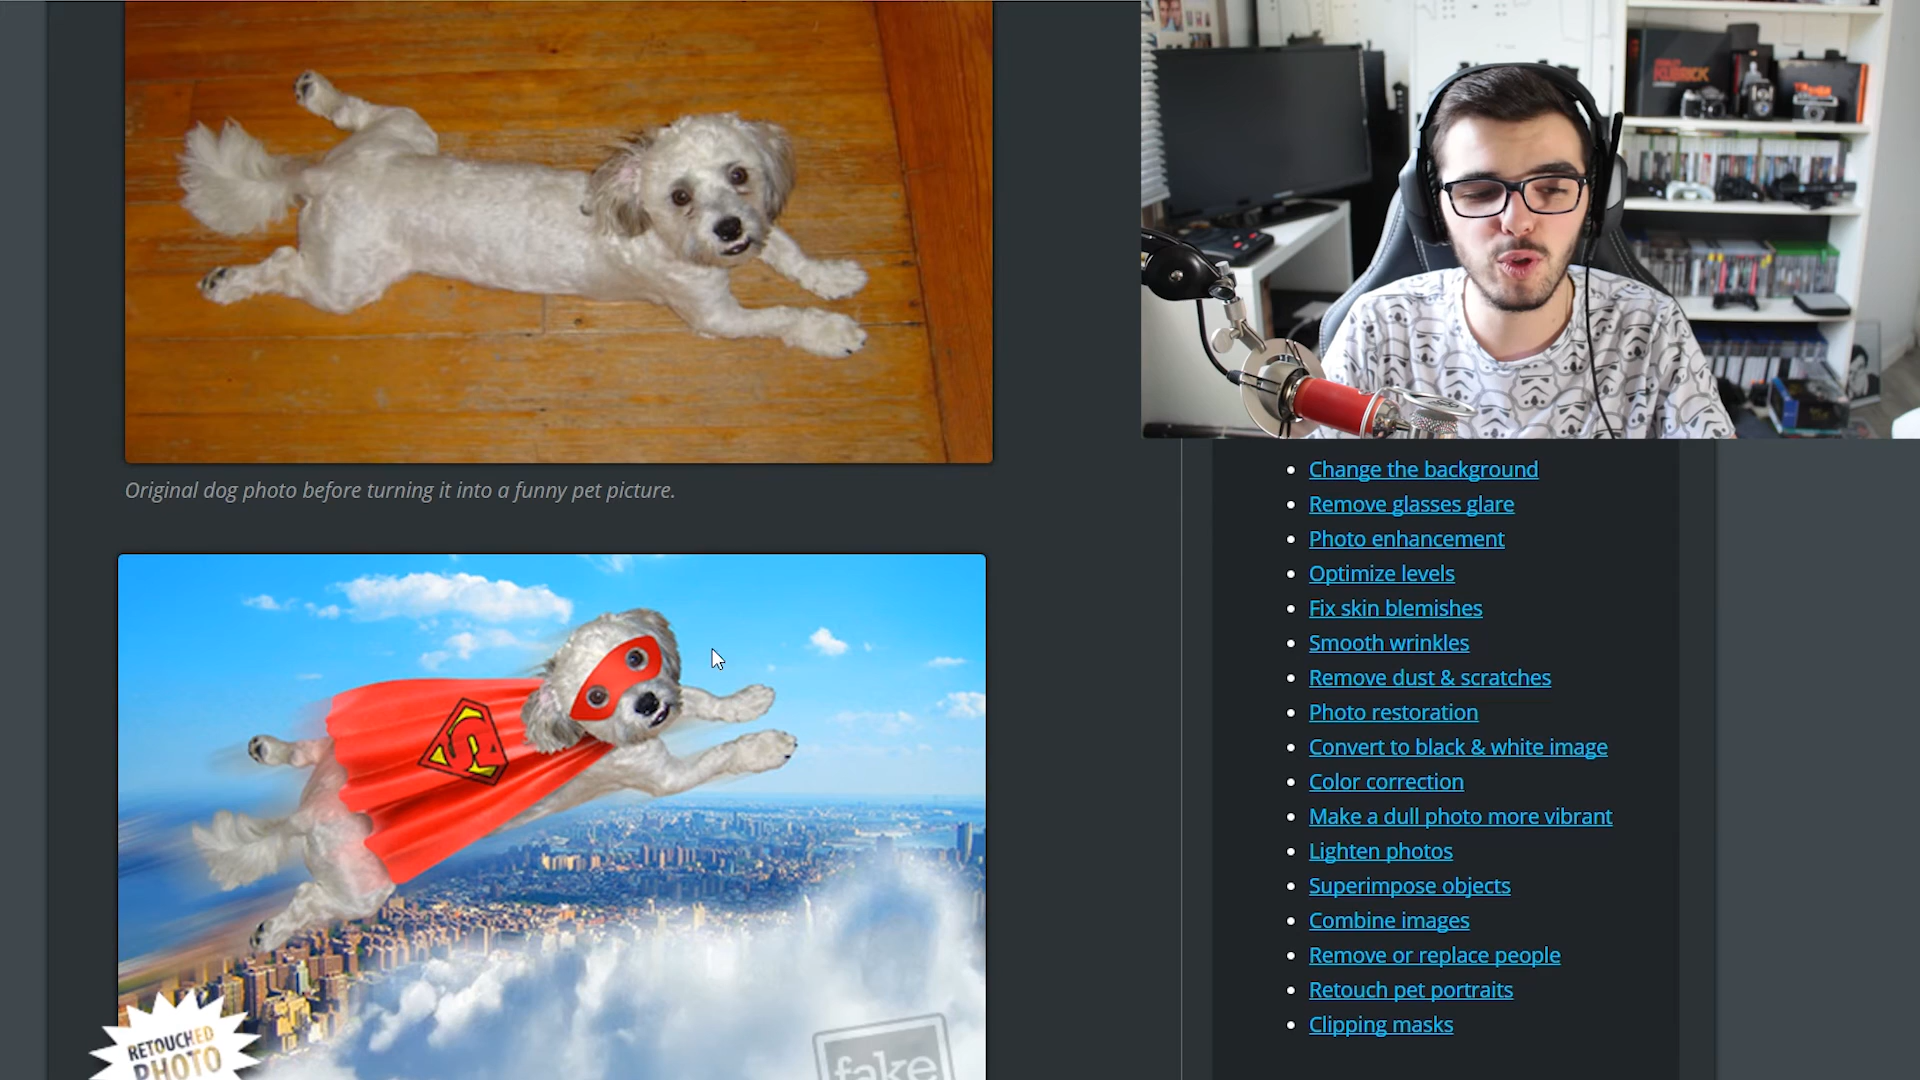 KUBRICK
Original dog photo before turning it into a funny pet picture.
S
RETOUCHED
PHOTO
fake
Change the background
Remove glasses glare
Photo enhancement
Optimize levels
Fix skin blemishes
Smooth wrinkles
Remove dust & scratches
Photo restoration
Convert to black & white image
Color correction
Make a dull photo more vibrant
Lighten photos
Superimpose objects
Combine images
Remove or replace people
Retouch pet portraits
Clipping masks